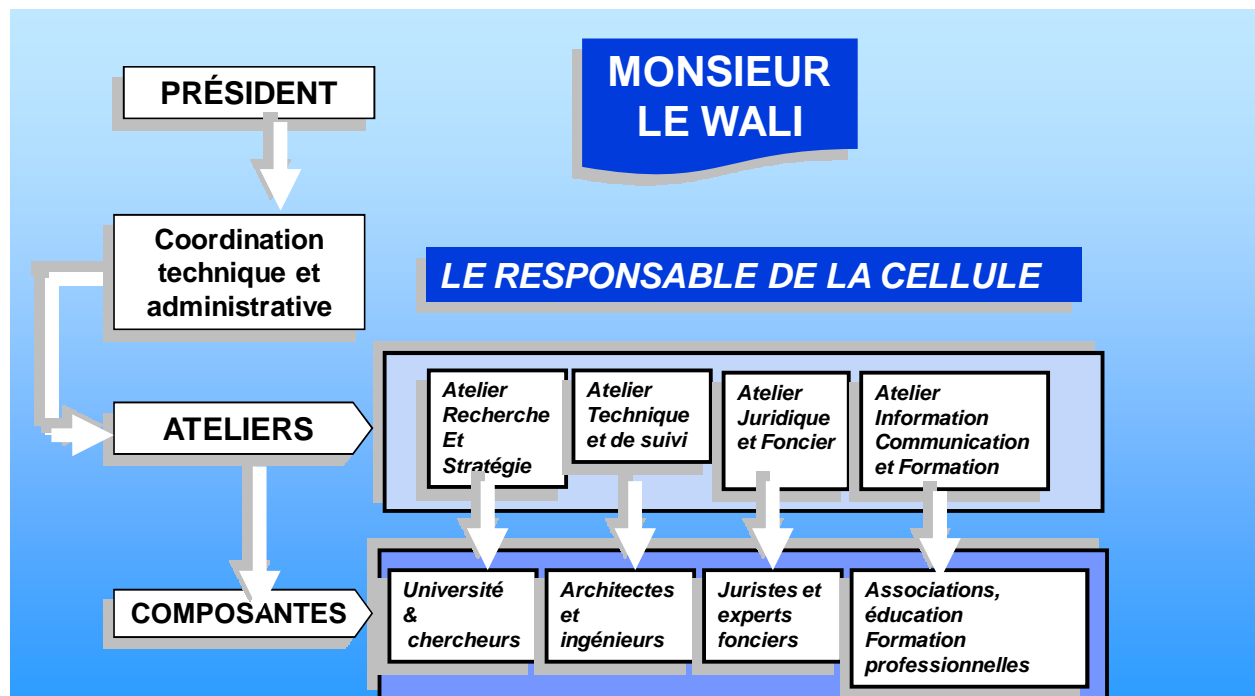 PRÉSIDENT
MONSIEUR
LE WALI
Coordination
technique et
administrative
LE RESPONSABLE DE LA CELLULE
ATELIERS
Atelier
Recherche
Et
Stratégie
Atelier
Technique
et de suivi
Atelier
Juridique
et Foncier
Atelier
Information
Communication
et Formation
COMPOSANTES
Université
&
chercheurs
Architectes
et
ingénieurs
Juristes et
experts
fonciers
Associations,
éducation
Formation
professionnelles